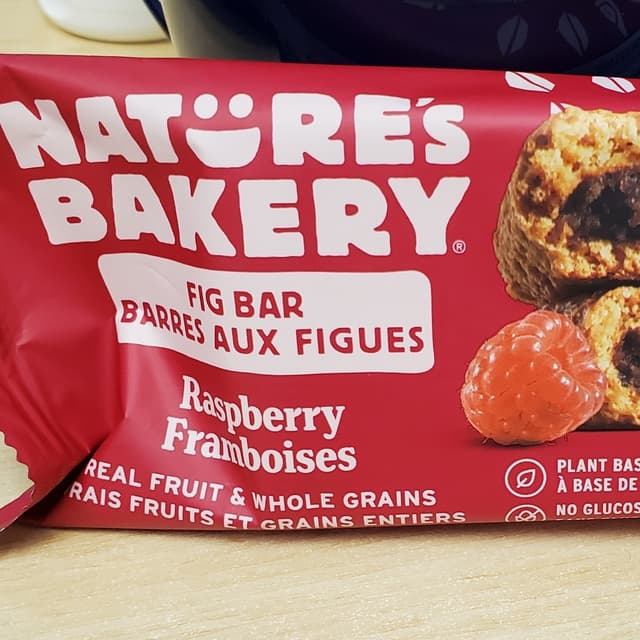 NATURE'S
BAKERY®
FIG BAR
BARRES AUX FIGUES
Raspberry
Framboises
REAL FRUIT & WHOLE GRAINS
RAIS FRUITS ET GRAINS ENTIERS
PLANT BAS
À BASE DE
NO GLUCOS